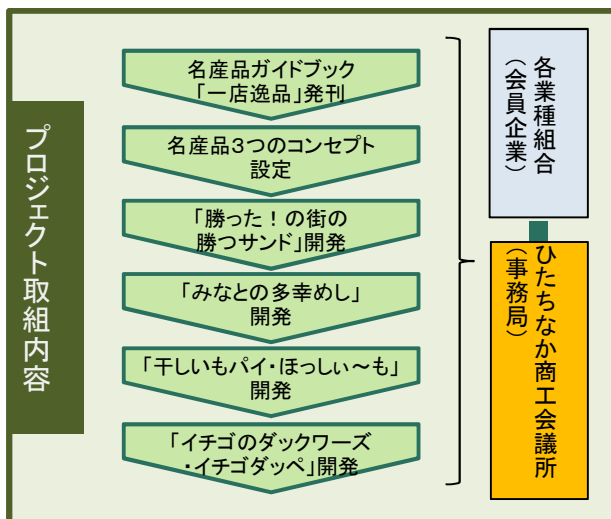 プロジェクト取組内容
名産品ガイドブック
「一店逸品」発刊
名産品3つのコンセプト
設定
「勝った！の街の
勝つサンド」開発
「みなとの多幸めし」
開発
「干しいもパイ・ほっしぃ～も」
開発
「イチゴのダックワーズ
・イチゴダッペ」開発
各業種組合
（会員企業）
ひたちなか商工会議所
（事務局）